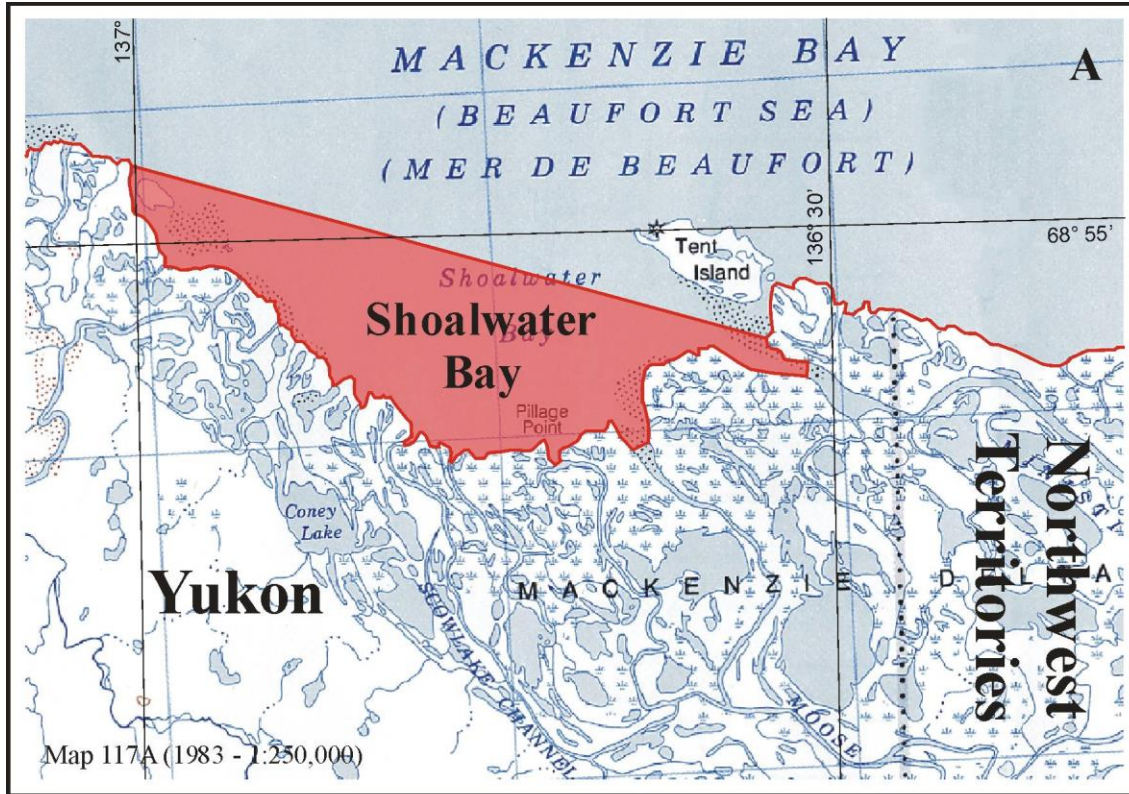 137°
MACKENZIE BAY
(BEAUFORT SEA)
(MER DE BEAUFORT)
A
136° 30'
68° 55'
Tent
Island
Shoalwater
Bay
Shoalwater
Bay
Pillage
Point
Coney
Lake
Yukon
SCOWLAKE CHANNEL
MACKENZIE DELTA
MOOSE
Northwest
Territories
Map 117A (1983 - 1:250,000)